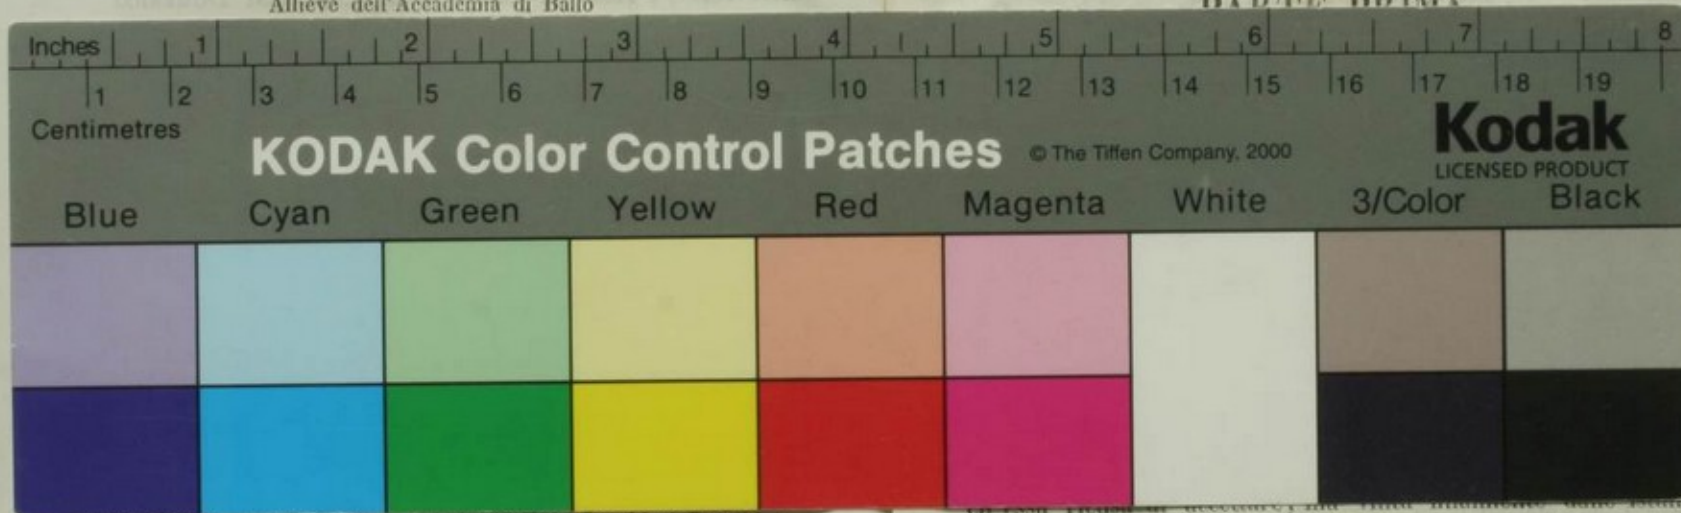 Allieve dell'Accademia di Ballo
PARTE PRIMA
Inches 1 2 3 4 5 6 7 8
1 2 3 4 5 6 7 8 9 10 11 12 13 14 15 16 17 18 19
Centimetres
KODAK Color Control Patches © The Tiffen Company, 2000
Kodak
LICENSED PRODUCT
Blue Cyan Green Yellow Red Magenta White 3/Color Black